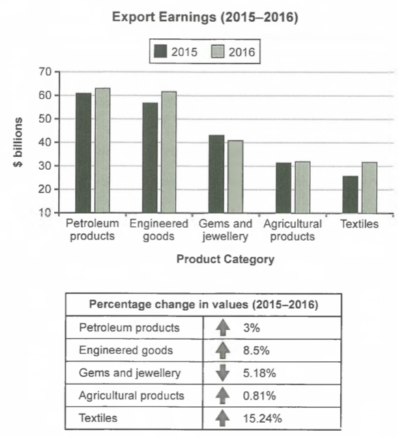 Export Earnings (2015–2016)
2015 2016
$ billions
70
60
50
40
30
20
10
Petroleum products
Engineered goods
Gems and jewellery
Agricultural products
Textiles
Product Category
Percentage change in values (2015–2016)
Petroleum products 3%
Engineered goods 8.5%
Gems and jewellery 5.18%
Agricultural products 0.81%
Textiles 15.24%